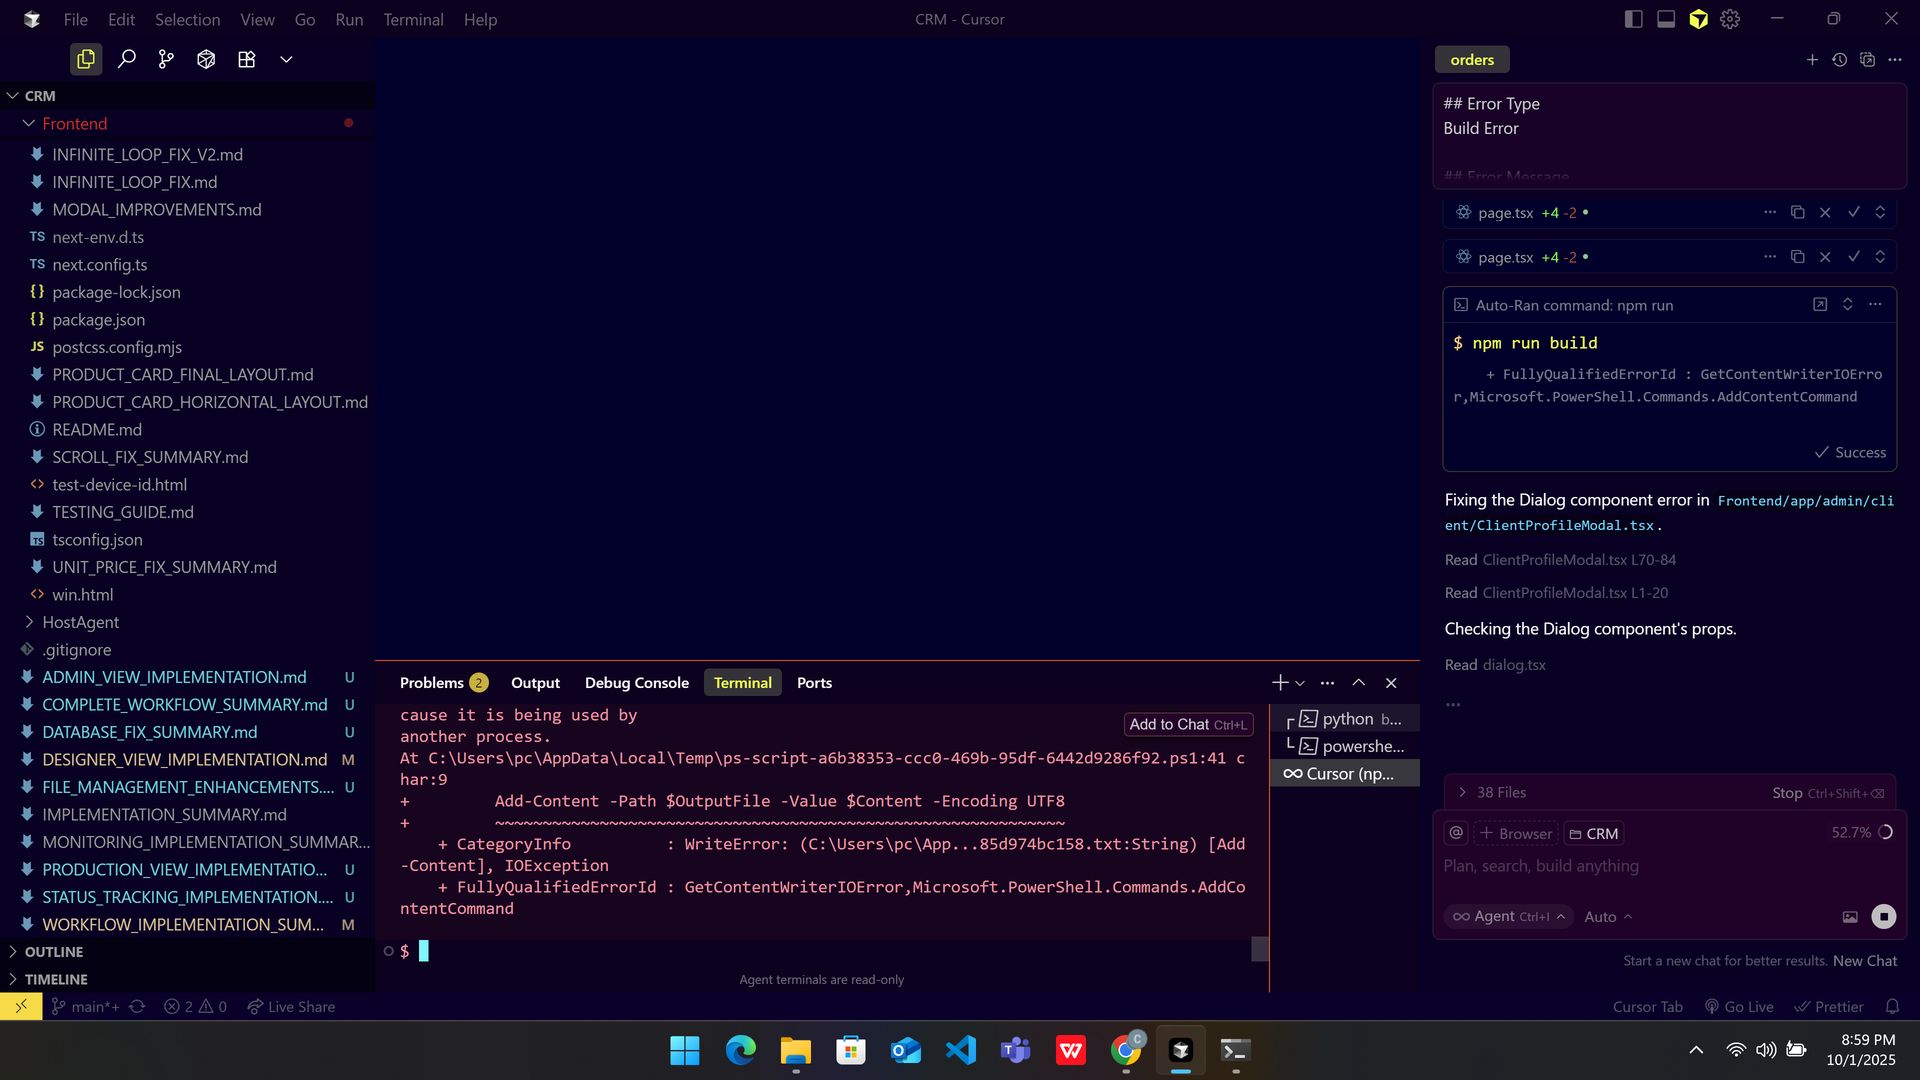 File Edit Selection View Go Run Terminal Help
CRM - Cursor
CRM
Frontend
INFINITE_LOOP_FIX_V2.md
INFINITE_LOOP_FIX.md
MODAL_IMPROVEMENTS.md
TS next-env.d.ts
TS next.config.ts
{} package-lock.json
{} package.json
JS postcss.config.mjs
PRODUCT_CARD_FINAL_LAYOUT.md
PRODUCT_CARD_HORIZONTAL_LAYOUT.md
README.md
SCROLL_FIX_SUMMARY.md
<> test-device-id.html
TESTING_GUIDE.md
TS tsconfig.json
UNIT_PRICE_FIX_SUMMARY.md
<> win.html
HostAgent
.gitignore
ADMIN_VIEW_IMPLEMENTATION.md U
COMPLETE_WORKFLOW_SUMMARY.md U
DATABASE_FIX_SUMMARY.md U
DESIGNER_VIEW_IMPLEMENTATION.md M
FILE_MANAGEMENT_ENHANCEMENTS.... U
IMPLEMENTATION_SUMMARY.md
MONITORING_IMPLEMENTATION_SUMMAR...
PRODUCTION_VIEW_IMPLEMENTATIO... U
STATUS_TRACKING_IMPLEMENTATION.... U
WORKFLOW_IMPLEMENTATION_SUM... M
OUTLINE
TIMELINE
Problems 2 Output Debug Console Terminal Ports
cause it is being used by
another process.
At C:\Users\pc\AppData\Local\Temp\ps-script-a6b38353-ccc0-469b-95df-6442d9286f92.ps1:41 c
har:9
+         Add-Content -Path $OutputFile -Value $Content -Encoding UTF8
+         ~~~~~~~~~~~~~~~~~~~~~~~~~~~~~~~~~~~~~~~~~~~~~~~~~~~~~~~~~~~~
    + CategoryInfo          : WriteError: (C:\Users\pc\App...85d974bc158.txt:String) [Add
-Content], IOException
    + FullyQualifiedErrorId : GetContentWriterIOError,Microsoft.PowerShell.Commands.AddCo
ntentCommand
$
Add to Chat Ctrl+L
Agent terminals are read-only
python b...
powershe...
Cursor (np...
orders
## Error Type
Build Error
## Error Message
page.tsx +4 -2 •
page.tsx +4 -2 •
Auto-Ran command: npm run
$ npm run build
    + FullyQualifiedErrorId : GetContentWriterIOErro
r,Microsoft.PowerShell.Commands.AddContentCommand
Success
Fixing the Dialog component error in Frontend/app/admin/cli
ent/ClientProfileModal.tsx.
Read ClientProfileModal.tsx L70-84
Read ClientProfileModal.tsx L1-20
Checking the Dialog component's props.
Read dialog.tsx
...
38 Files Stop Ctrl+Shift+⌫
@ + Browser CRM 52.7%
Plan, search, build anything
Agent Ctrl+I Auto
Start a new chat for better results. New Chat
main*+ 2 0 Live Share
Cursor Tab Go Live Prettier
C
8:59 PM
10/1/2025